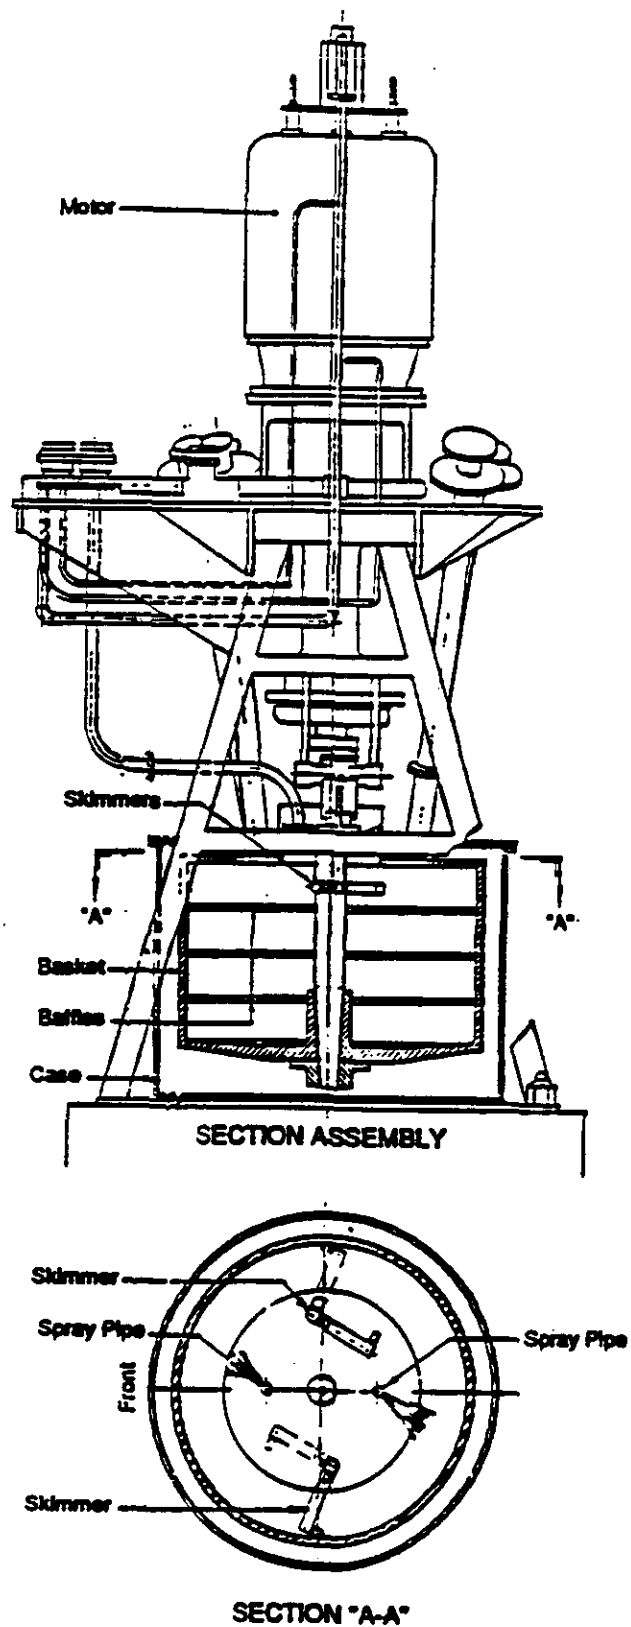 Motor
Skimmers
"A"
"A"
Basket
Baffles
Case
SECTION ASSEMBLY
Skimmer
Spray Pipe
Spray Pipe
Front
Skimmer
SECTION "A-A"